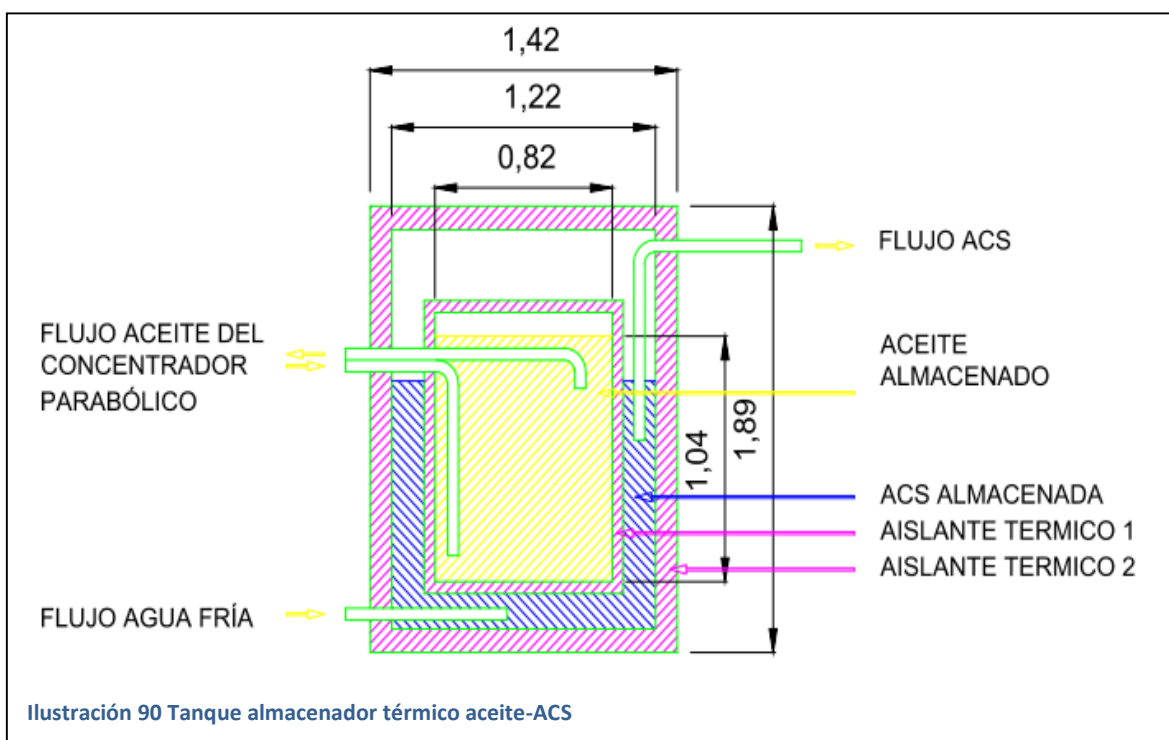 1,42
1,22
0,82
FLUJO ACS
FLUJO ACEITE DEL
CONCENTRADOR
PARABÓLICO
ACEITE
ALMACENADO
1,04
1,89
ACS ALMACENADA
AISLANTE TERMICO 1
AISLANTE TERMICO 2
FLUJO AGUA FRÍA
Ilustración 90 Tanque almacenador térmico aceite-ACS